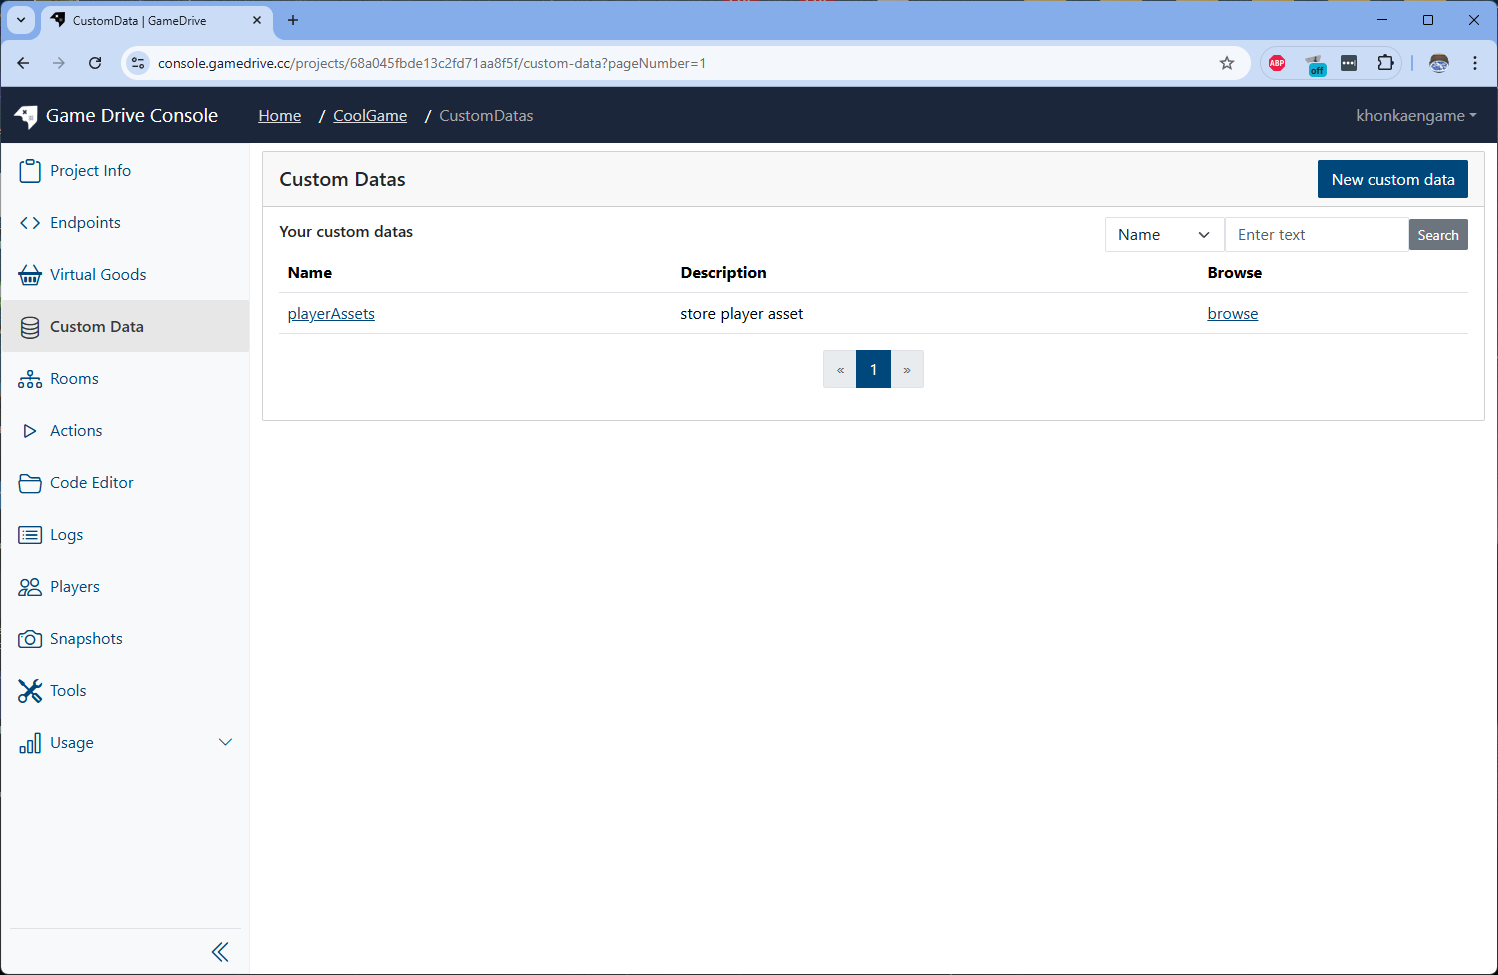 CustomData | GameDrive
console.gamedrive.cc/projects/68a045fbde13c2fd71aa8f5f/custom-data?pageNumber=1
ABP
off
Game Drive Console
Home / CoolGame / CustomDatas
khonkaengame
Project Info
Endpoints
Virtual Goods
Custom Data
Rooms
Actions
Code Editor
Logs
Players
Snapshots
Tools
Usage
Custom Datas
New custom data
Your custom datas
Name
Enter text
Search
Name Description Browse
playerAssets store player asset browse
« 1 »